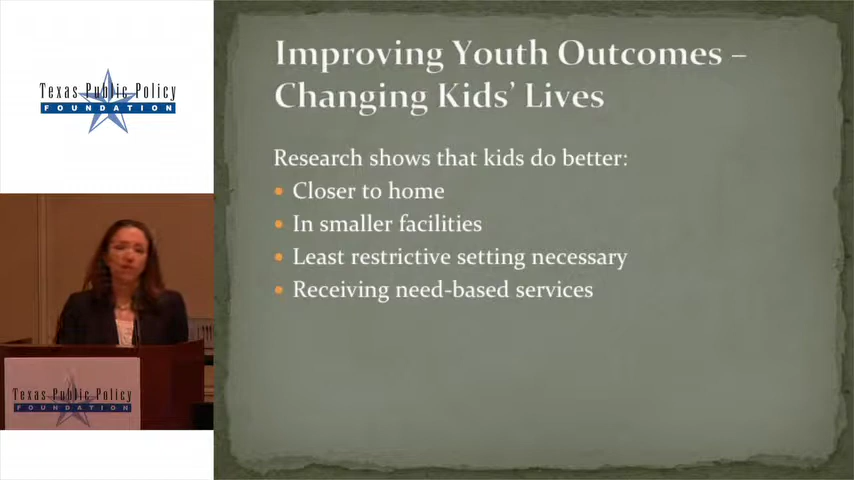 Texas Public Policy
FOUNDATION
Improving Youth Outcomes –
Changing Kids' Lives
Research shows that kids do better:
• Closer to home
• In smaller facilities
• Least restrictive setting necessary
• Receiving need-based services
Texas Public Policy
FOUNDATION